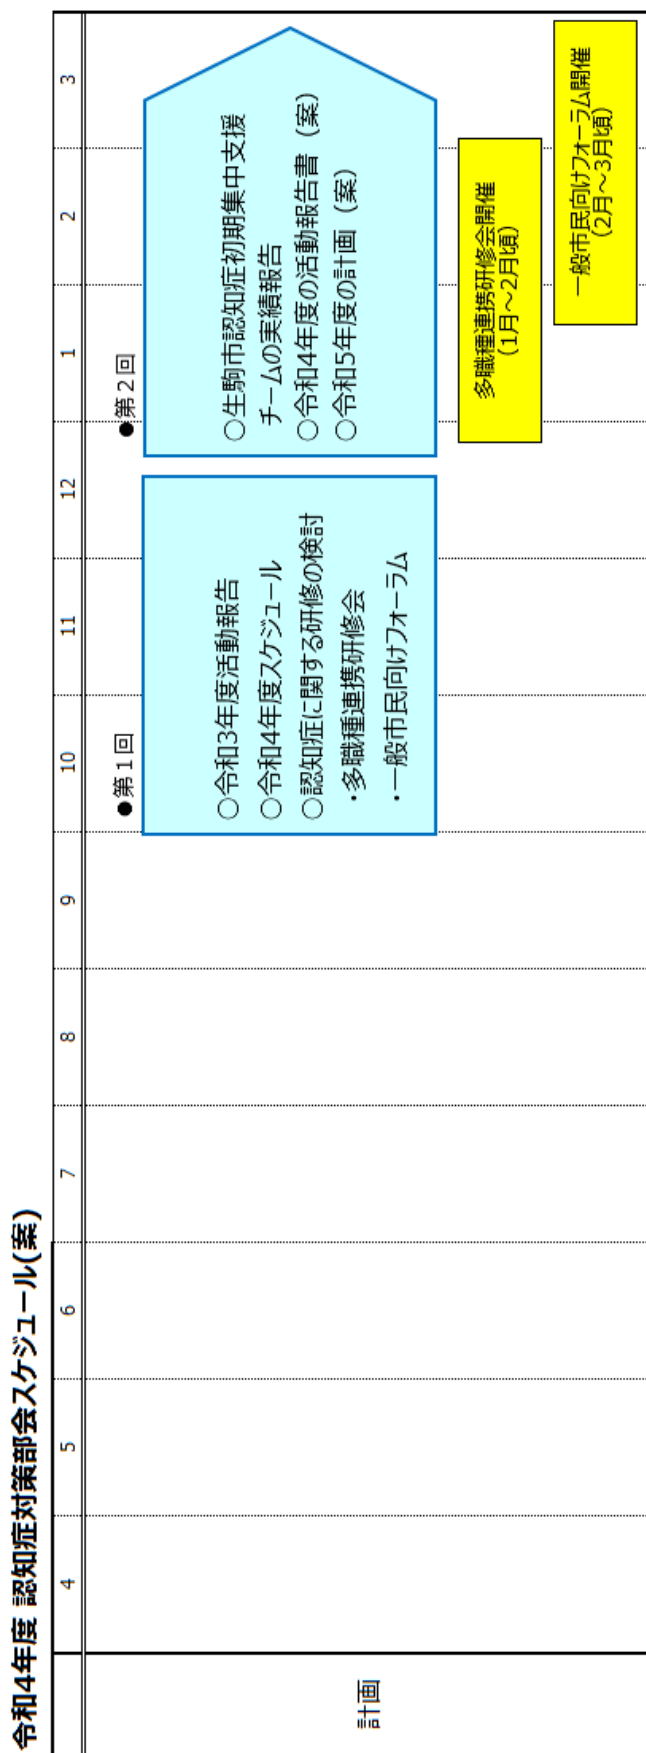 令和4年度 認知症対策部会スケジュール(案)
4 5 6 7 8 9 10 11 12 1 2 3
計画
●第1回
○令和3年度活動報告
○令和4年度スケジュール
○認知症に関する研修の検討
・多職種連携研修会
・一般市民向けフォーラム
●第2回
○生駒市認知症初期集中支援
チームの実績報告
○令和4年度の活動報告書（案）
○令和5年度の計画（案）
多職種連携研修会開催
(1月～2月頃)
一般市民向けフォーラム開催
(2月～3月頃)